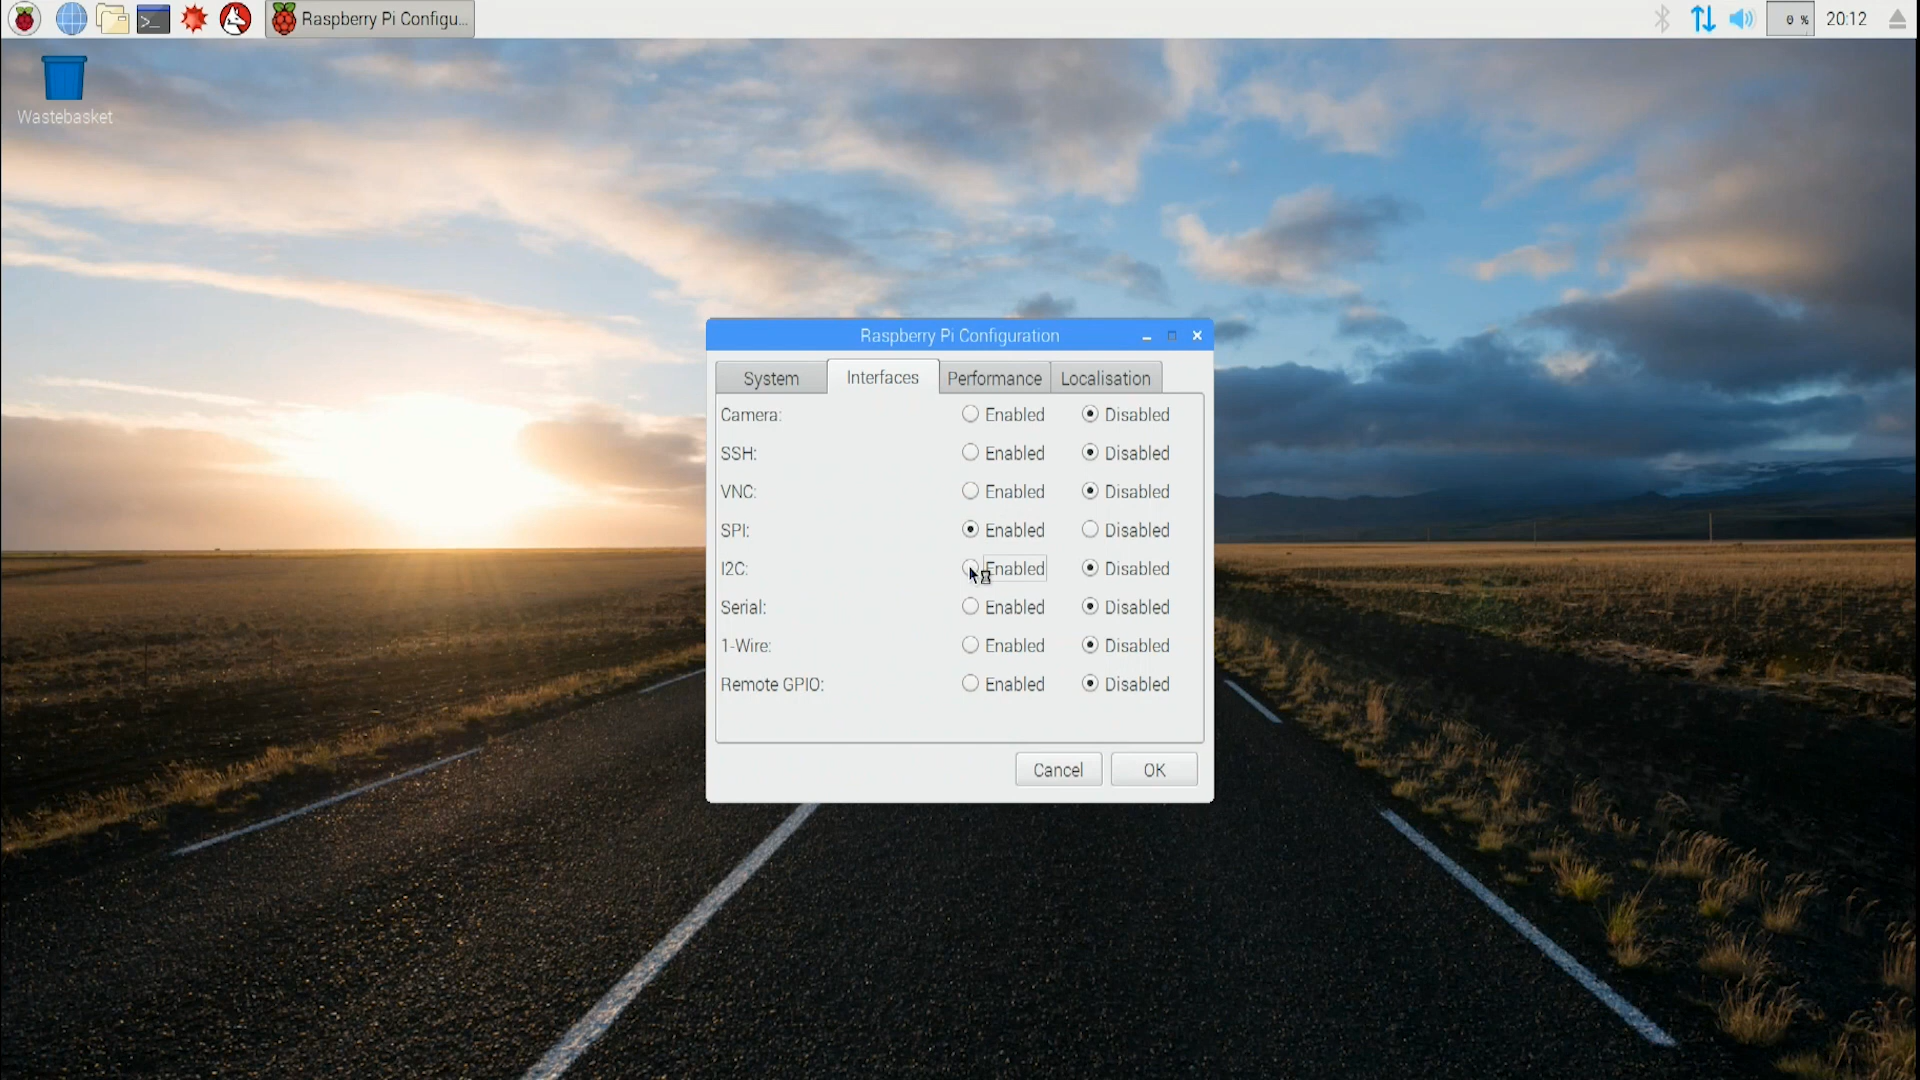 Raspberry Pi Configu...
0 %
20:12
Wastebasket
Raspberry Pi Configuration
System Interfaces Performance Localisation
Camera: Enabled Disabled
SSH: Enabled Disabled
VNC: Enabled Disabled
SPI: Enabled Disabled
I2C: Enabled Disabled
Serial: Enabled Disabled
1-Wire: Enabled Disabled
Remote GPIO: Enabled Disabled
Cancel OK